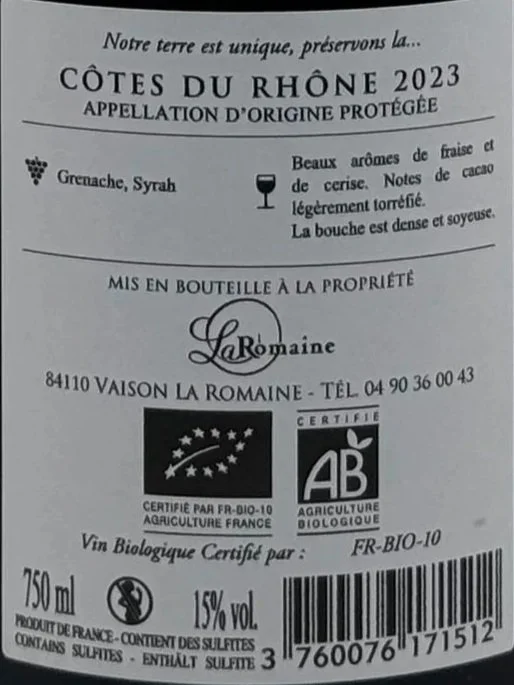 Notre terre est unique, préservons la...
CÔTES DU RHÔNE 2023
APPELLATION D'ORIGINE PROTÉGÉE
Grenache, Syrah
Beaux arômes de fraise et
de cerise. Notes de cacao
légèrement torréfié.
La bouche est dense et soyeuse.
MIS EN BOUTEILLE À LA PROPRIÉTÉ
LaRomaine
84110 VAISON LA ROMAINE - TÉL. 04 90 36 00 43
CERTIFIÉ PAR FR-BIO-10
AGRICULTURE FRANCE
CERTIFIÉ
AB
AGRICULTURE
BIOLOGIQUE
Vin Biologique Certifié par : FR-BIO-10
750 ml
15% vol.
PRODUIT DE FRANCE - CONTIENT DES SULFITES
CONTAINS SULFITES - ENTHÄLT SULFITE
3 760076 171512